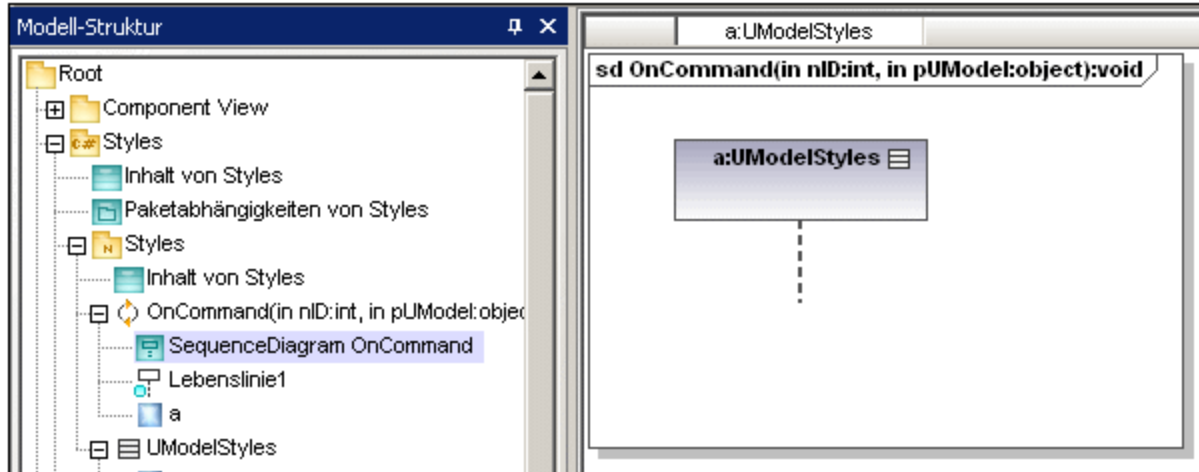 Modell-Struktur
Root
Component View
c# Styles
Inhalt von Styles
Paketabhängigkeiten von Styles
N Styles
Inhalt von Styles
OnCommand(in nID:int, in pUModel:objec
SequenceDiagram OnCommand
Lebenslinie1
a
UModelStyles
a:UModelStyles
sd OnCommand(in nID:int, in pUModel:object):void
a:UModelStyles